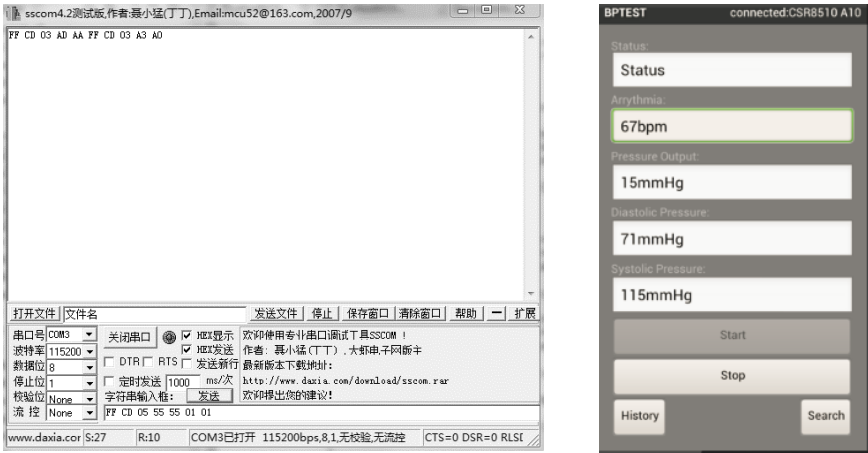 sscom4.2测试版,作者:聂小猛(丁丁),Email:mcu52@163.com,2007/9
FF CD 03 AD AA FF CD 03 A3 A0
打开文件 文件名 发送文件 停止 保存窗口 清除窗口 帮助 — 扩展
串口号 COM3 关闭串口 HEX显示
波特率 115200 HEX发送
数据位 8 DTR RTS 发送新行
停止位 1 定时发送 1000 ms/次
校验位 None 字符串输入框: 发送
流 控 None FF CD 05 55 55 01 01
欢迎使用专业串口调试工具SSCOM !
作者: 聂小猛(丁丁),大虾电子网版主
最新版本下载地址:
http://www.daxia.com/download/sscom.rar
欢迎提出您的建议!
www.daxia.cor S:27 R:10 COM3已打开 115200bps,8,1,无校验,无流控 CTS=0 DSR=0 RLSI
BPTEST connected:CSR8510 A10
Status:
Status
Arrythmia:
67bpm
Pressure Output:
15mmHg
Diastolic Pressure:
71mmHg
Systolic Pressure:
115mmHg
Start
Stop
History Search